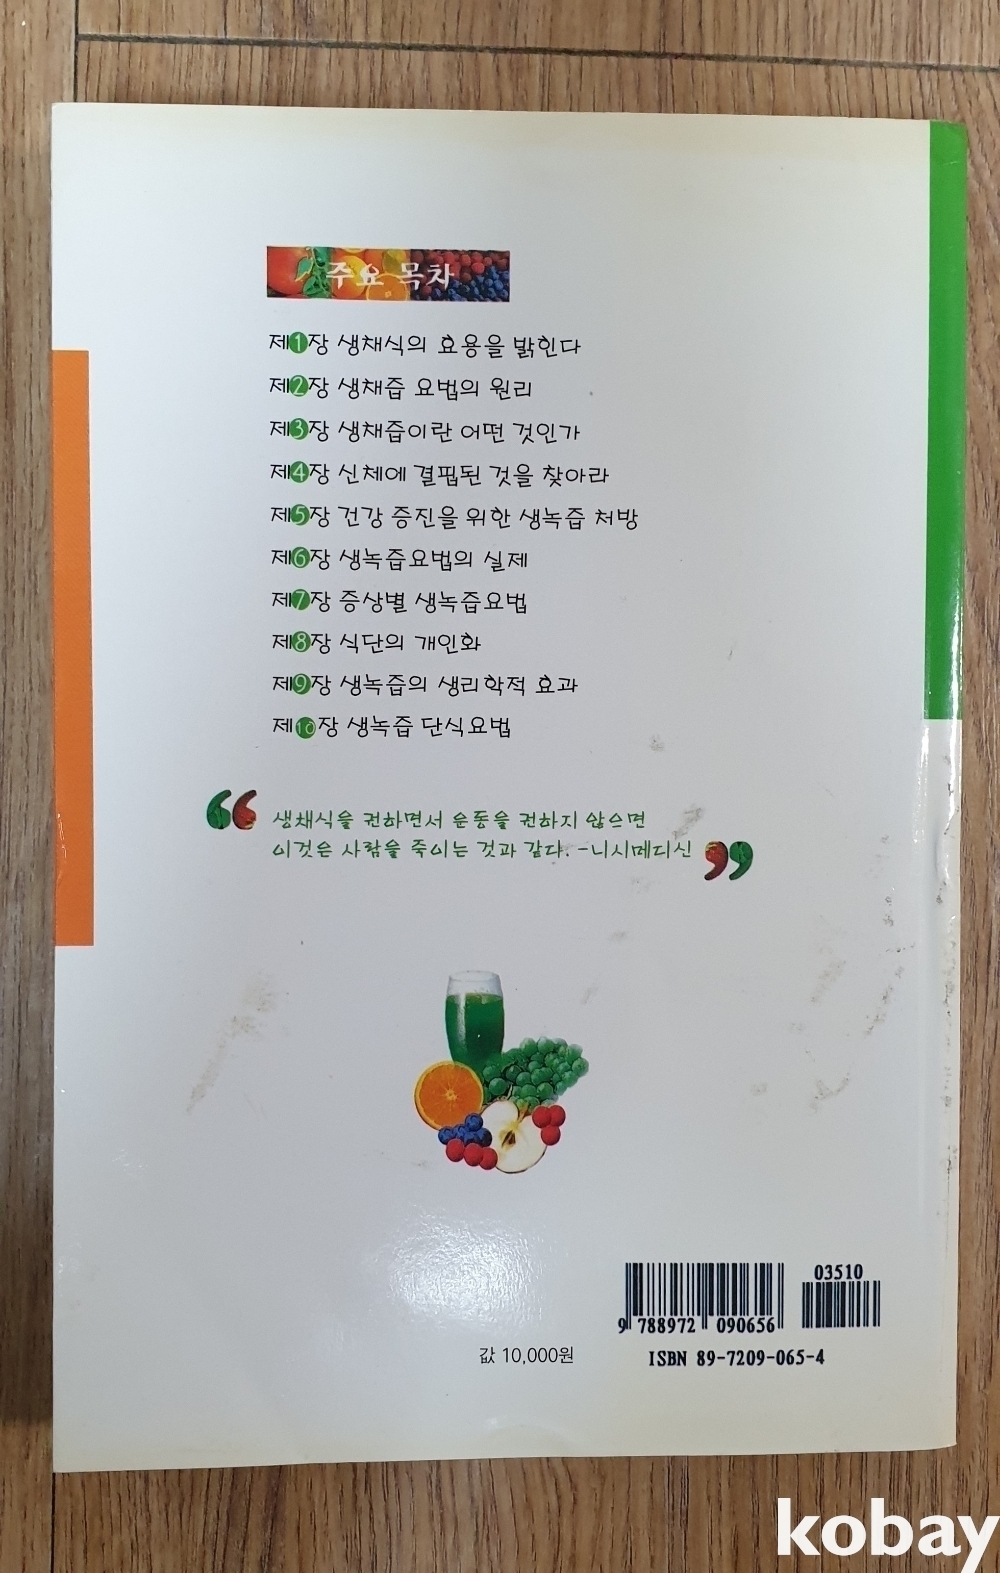 주요 목차
제1장 생채식의 효용을 밝힌다
제2장 생채즙 요법의 원리
제3장 생채즙이란 어떤 것인가
제4장 신체에 결핍된 것을 찾아라
제5장 건강 증진을 위한 생녹즙 처방
제6장 생녹즙요법의 실제
제7장 증상별 생녹즙요법
제8장 식단의 개인화
제9장 생녹즙의 생리학적 효과
제10장 생녹즙 단식요법
“생채식을 권하면서 운동을 권하지 않으면
이것은 사람을 죽이는 것과 같다. -니시메디신”
03510
9 788972 090656
값 10,000원
ISBN 89-7209-065-4
kobay